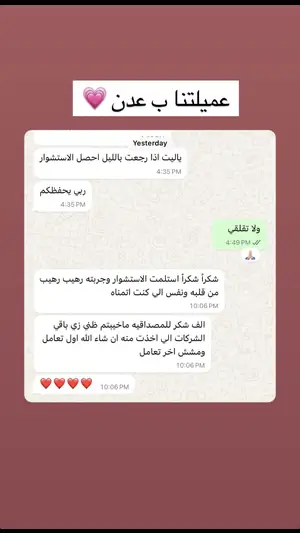 عميلتنا ب عدن 💗
Yesterday
ياليت اذا رجعت بالليل احصل الاستشوار
4:35 PM
ربي يحفظكم
4:35 PM
ولا تقلقي
4:49 PM
🙏🏻
شكراً شكراً استلمت الاستشوار وجربته رهيب رهيب
من قلبه ونفس الي كنت اتمناه
10:06 PM
الف شكر للمصداقيه ماخيبتم ظني زي باقي
الشركات الي اخذت منه ان شاء الله اول تعامل
ومش اخر تعامل
10:06 PM
❤️❤️❤️❤️
10:06 PM